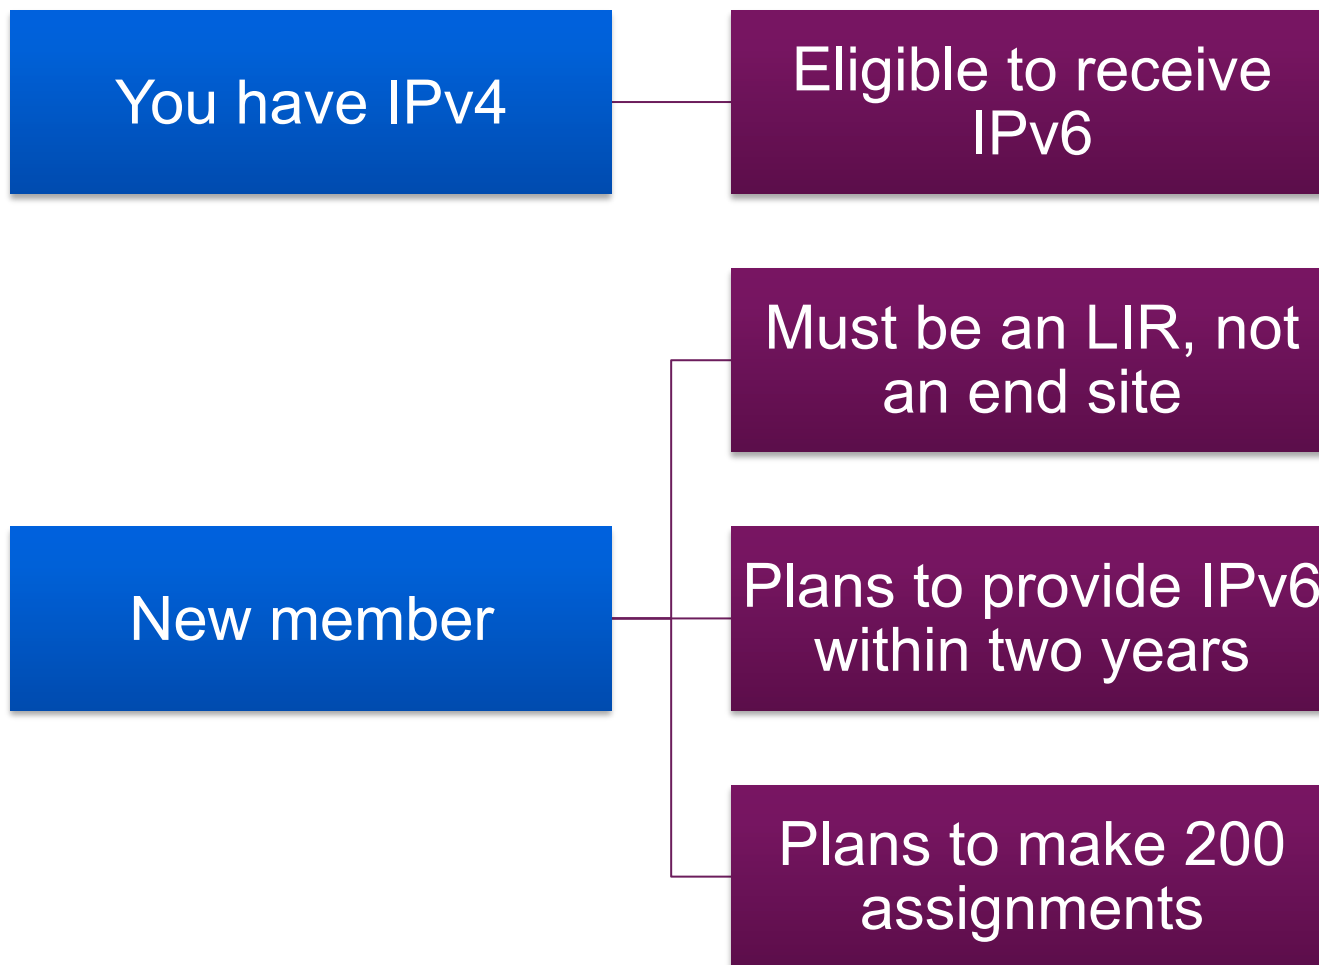 You have IPv4
Eligible to receive
IPv6
New member
Must be an LIR, not
an end site
Plans to provide IPv6
within two years
Plans to make 200
assignments